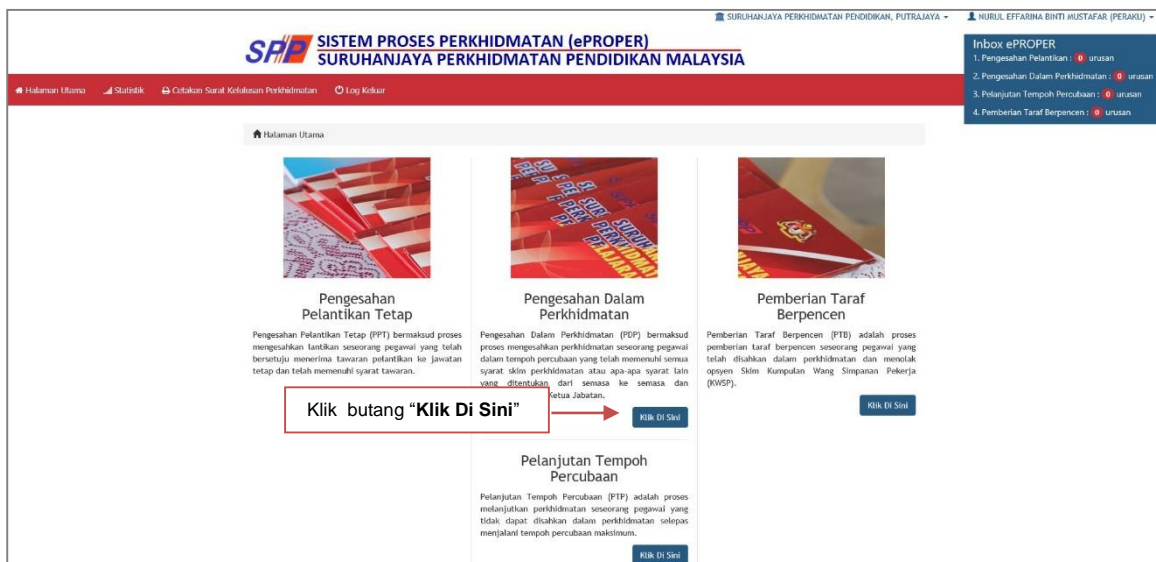 SURUHANJAYA PERKHIDMATAN PENDIDIKAN, PUTRAJAYA
NURUL EFFARINA BINTI MUSTAFAR (PERAKU)
SPP
SISTEM PROSES PERKHIDMATAN (ePROPER)
SURUHANJAYA PERKHIDMATAN PENDIDIKAN MALAYSIA
Inbox ePROPER
1. Pengesahan Pelantikan : 0 urusan
2. Pengesahan Dalam Perkhidmatan : 0 urusan
3. Pelanjutan Tempoh Percubaan : 0 urusan
4. Pemberian Taraf Berpencen : 0 urusan
Halaman Utama Statistik Cetakan Surat Kelulusan Perkhidmatan Log Keluar
Halaman Utama
Pengesahan
Pelantikan Tetap
Pengesahan Pelantikan Tetap (PPT) bermaksud proses
mengesahkan lantikan seseorang pegawai yang telah
bersetuju menerima tawaran pelantikan ke jawatan
tetap dan telah memenuhi syarat tawaran.
Pengesahan Dalam
Perkhidmatan
Pengesahan Dalam Perkhidmatan (PDP) bermaksud
proses mengesahkan perkhidmatan seseorang pegawai
dalam tempoh percubaan yang telah memenuhi semua
syarat skim perkhidmatan atau apa-apa syarat lain
yang ditentukan dari semasa ke semasa dan
Ketua Jabatan.
Klik butang “Klik Di Sini”
Klik Di Sini
Pelanjutan Tempoh
Percubaan
Pelanjutan Tempoh Percubaan (PTP) adalah proses
melanjutkan perkhidmatan seseorang pegawai yang
tidak dapat disahkan dalam perkhidmatan selepas
menjalani tempoh percubaan maksimum.
Klik Di Sini
Pemberian Taraf
Berpencen
Pemberian Taraf Berpencen (PTB) adalah proses
pemberian taraf berpencen seseorang pegawai yang
telah disahkan dalam perkhidmatan dan menolak
opsyen Skim Kumpulan Wang Simpanan Pekerja
(KWSP).
Klik Di Sini